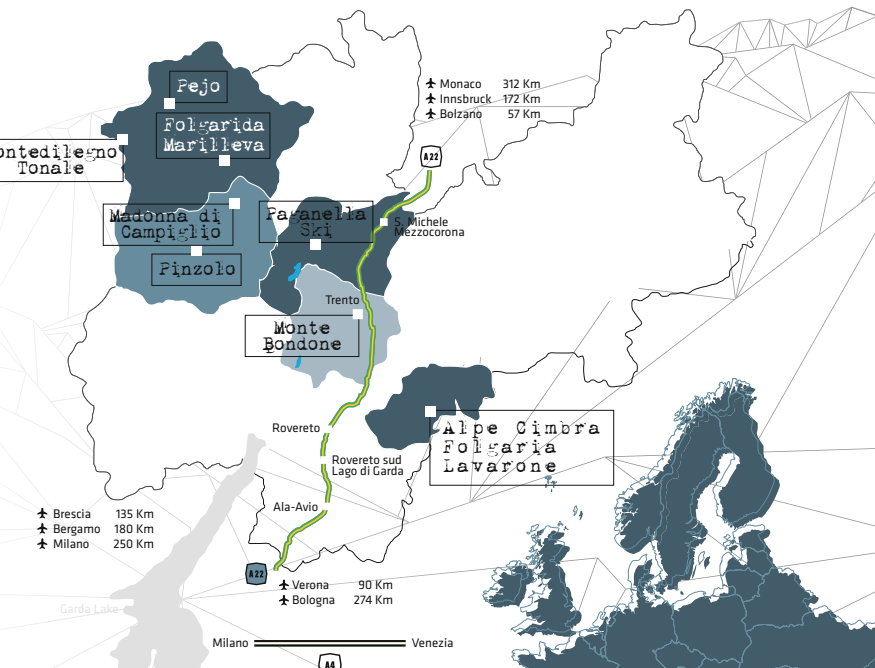 Pejo
Monaco 312 Km
Innsbruck 172 Km
Bolzano 57 Km
Folgarida
Marilleva
ontedilegno
Tonale
A22
Madonna di
Campiglio
Paganella
Ski
S. Michele
Mezzocorona
Pinzolo
Trento
Monte
Bondone
Alpe Cimbra
Folgaria
Lavarone
Rovereto
Rovereto sud
Lago di Garda
Ala-Avio
Brescia 135 Km
Bergamo 180 Km
Milano 250 Km
A22
Verona 90 Km
Bologna 274 Km
Garda Lake
Milano
Venezia
A4